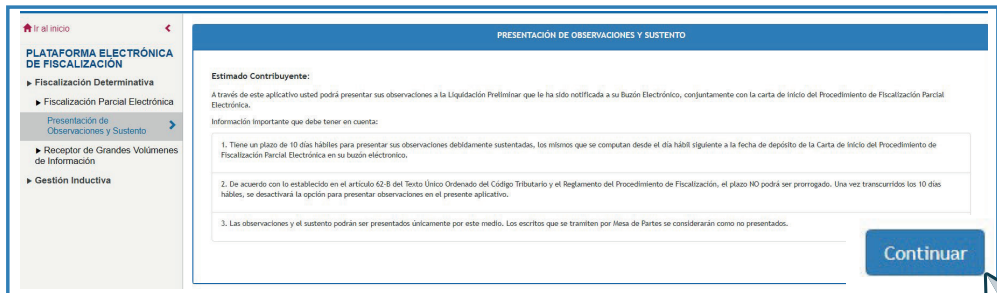 Ir al inicio
PLATAFORMA ELECTRÓNICA
DE FISCALIZACIÓN
Fiscalización Determinativa
Fiscalización Parcial Electrónica
Presentación de
Observaciones y Sustento
Receptor de Grandes Volúmenes
de Información
Gestión Inductiva
PRESENTACIÓN DE OBSERVACIONES Y SUSTENTO
Estimado Contribuyente:
A través de este aplicativo usted podrá presentar sus observaciones a la Liquidación Preliminar que le ha sido notificada a su Buzón Electrónico, conjuntamente con la carta de inicio del Procedimiento de Fiscalización Parcial
Electrónica.
Información importante que debe tener en cuenta:
1. Tiene un plazo de 10 días hábiles para presentar sus observaciones debidamente sustentadas, los mismos que se computan desde el día hábil siguiente a la fecha de depósito de la Carta de inicio del Procedimiento de
Fiscalización Parcial Electrónica en su buzón eléctronico.
2. De acuerdo con lo establecido en el artículo 62-B del Texto Único Ordenado del Código Tributario y el Reglamento del Procedimiento de Fiscalización, el plazo NO podrá ser prorrogado. Una vez transcurridos los 10 días
hábles, se desactivará la opción para presentar observaciones en el presente aplicativo.
3. Las observaciones y el sustento podrán ser presentados únicamente por este medio. Los escritos que se tramiten por Mesa de Partes se considerarán como no presentados.
Continuar